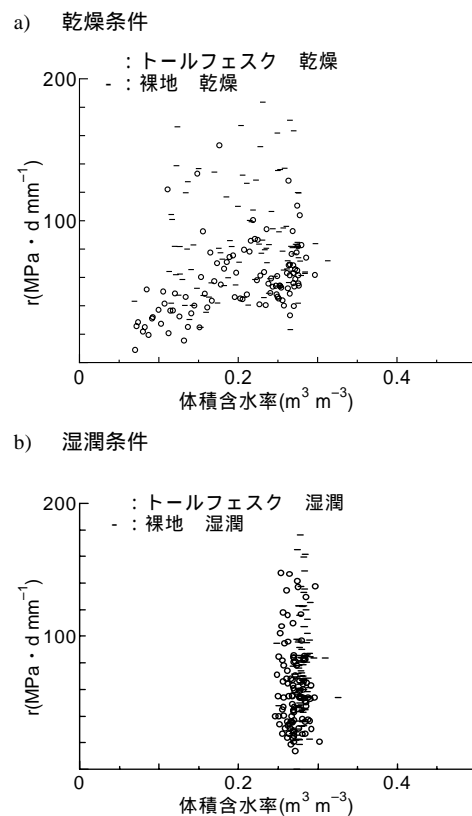 a) 乾燥条件
200
: トールフェスク 乾燥
- : 裸地 乾燥
100
r(MPa・d mm⁻¹)
0 0.2 0.4
体積含水率(m³ m⁻³)
b) 湿潤条件
200
: トールフェスク 湿潤
- : 裸地 湿潤
100
r(MPa・d mm⁻¹)
0 0.2 0.4
体積含水率(m³ m⁻³)